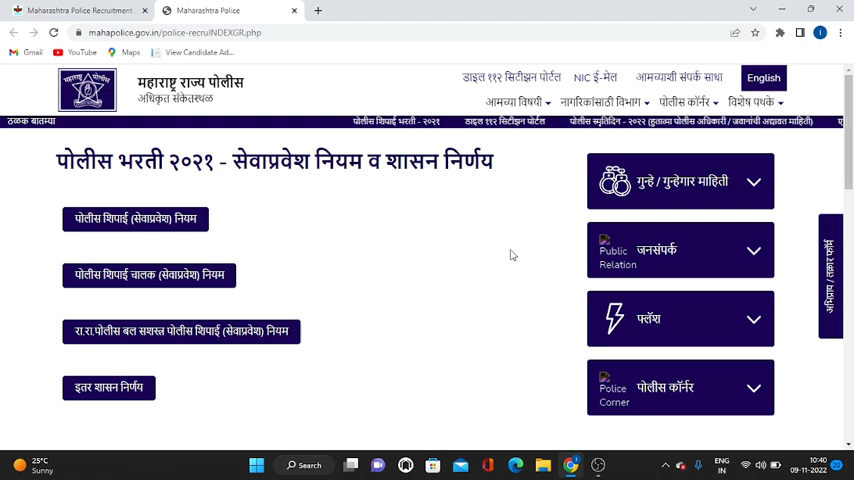 Maharashtra Police Recruitment
Maharashtra Police
mahapolice.gov.in/police-recruINDEXGR.php
Gmail
YouTube
Maps
View Candidate Ad...
महाराष्ट्र राज्य पोलीस
अधिकृत संकेतस्थळ
डाइल ११२ सिटीझन पोर्टल
NIC ई-मेल
आमच्याशी संपर्क साधा
English
आमच्या विषयी
नागरिकांसाठी विभाग
पोलीस कॉर्नर
विशेष पथके
ठळक बातम्या
पोलीस शिपाई भरती - २०२१
डाइल ११२ सिटीझन पोर्टल
पोलीस स्मृतिदिन - २०२२ (हुतात्मा पोलीस अधिकारी / जवानांची अद्यावत माहिती)
पोलीस भरती २०२१ - सेवाप्रवेश नियम व शासन निर्णय
पोलीस शिपाई (सेवाप्रवेश) नियम
पोलीस शिपाई चालक (सेवाप्रवेश) नियम
रा.रा.पोलीस बल सशस्त्र पोलीस शिपाई (सेवाप्रवेश) नियम
इतर शासन निर्णय
गुन्हे / गुन्हेगार माहिती
Public
Relation
जनसंपर्क
फ्लॅश
Police
Corner
पोलीस कॉर्नर
अभिप्राय / तक्रार फॉर्म
25°C
Sunny
Search
ENG
IN
10:40
09-11-2022